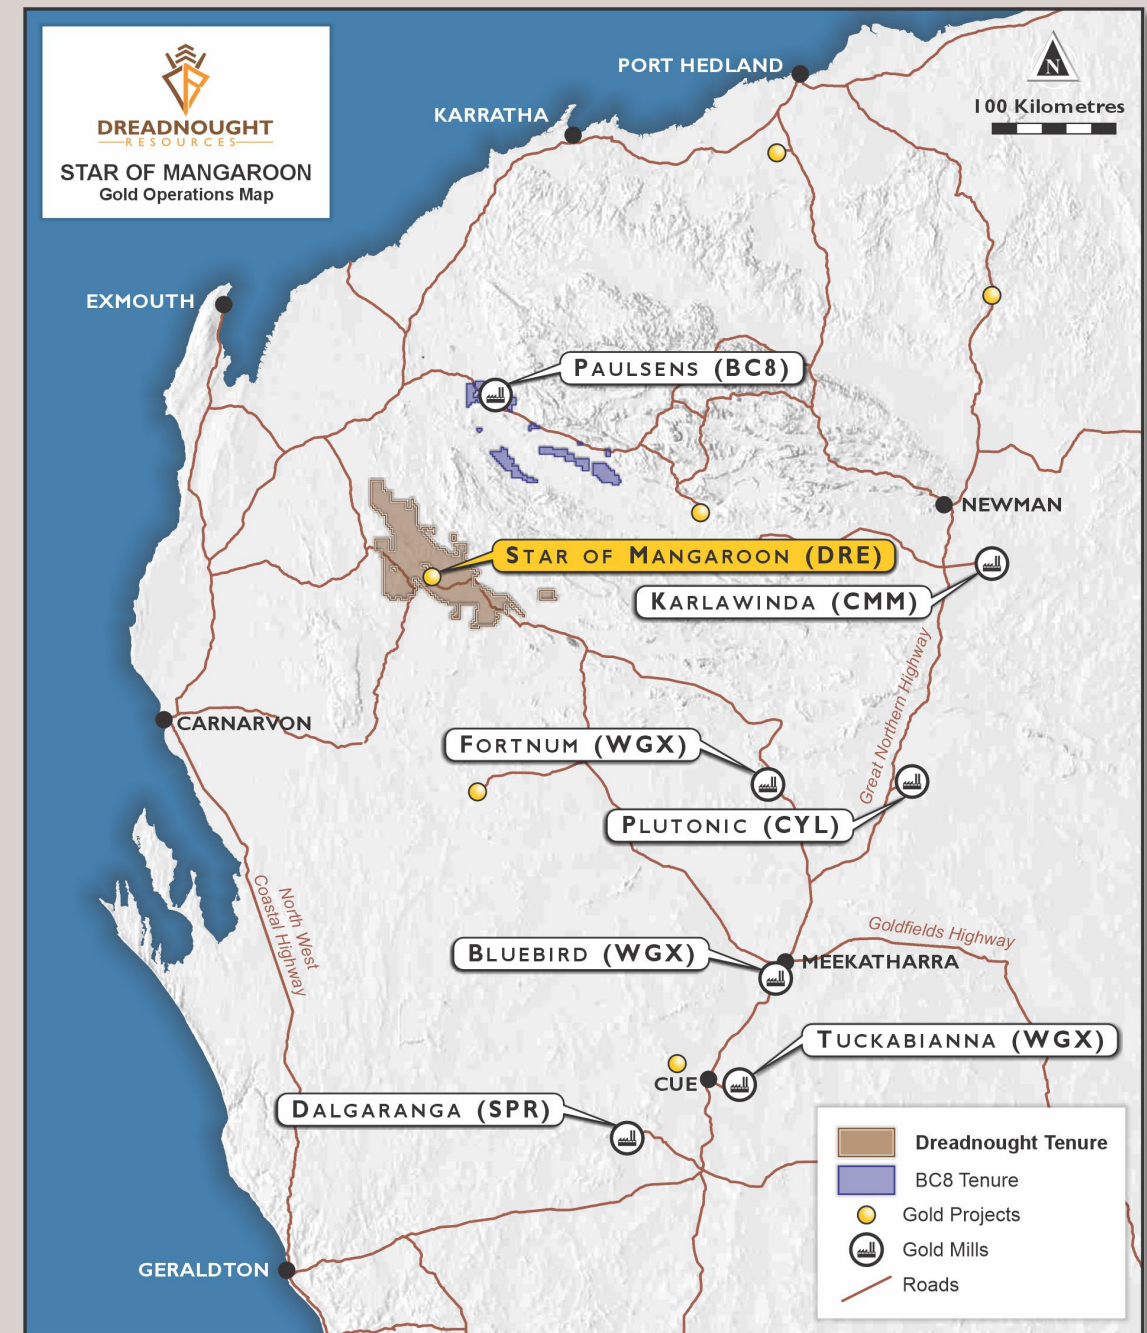 DREADNOUGHT
RESOURCES
STAR OF MANGAROON
Gold Operations Map
PORT HEDLAND
N
100 Kilometres
KARRATHA
EXMOUTH
PAULSENS (BC8)
NEWMAN
STAR OF MANGAROON (DRE)
KARLAWINDA (CMM)
Great Northern Highway
CARNARVON
FORTNUM (WGX)
PLUTONIC (CYL)
North West
Coastal Highway
Goldfields Highway
BLUEBIRD (WGX)
MEEKATHARRA
TUCKABIANNA (WGX)
CUE
DALGARANGA (SPR)
GERALDTON
Dreadnought Tenure
BC8 Tenure
Gold Projects
Gold Mills
Roads